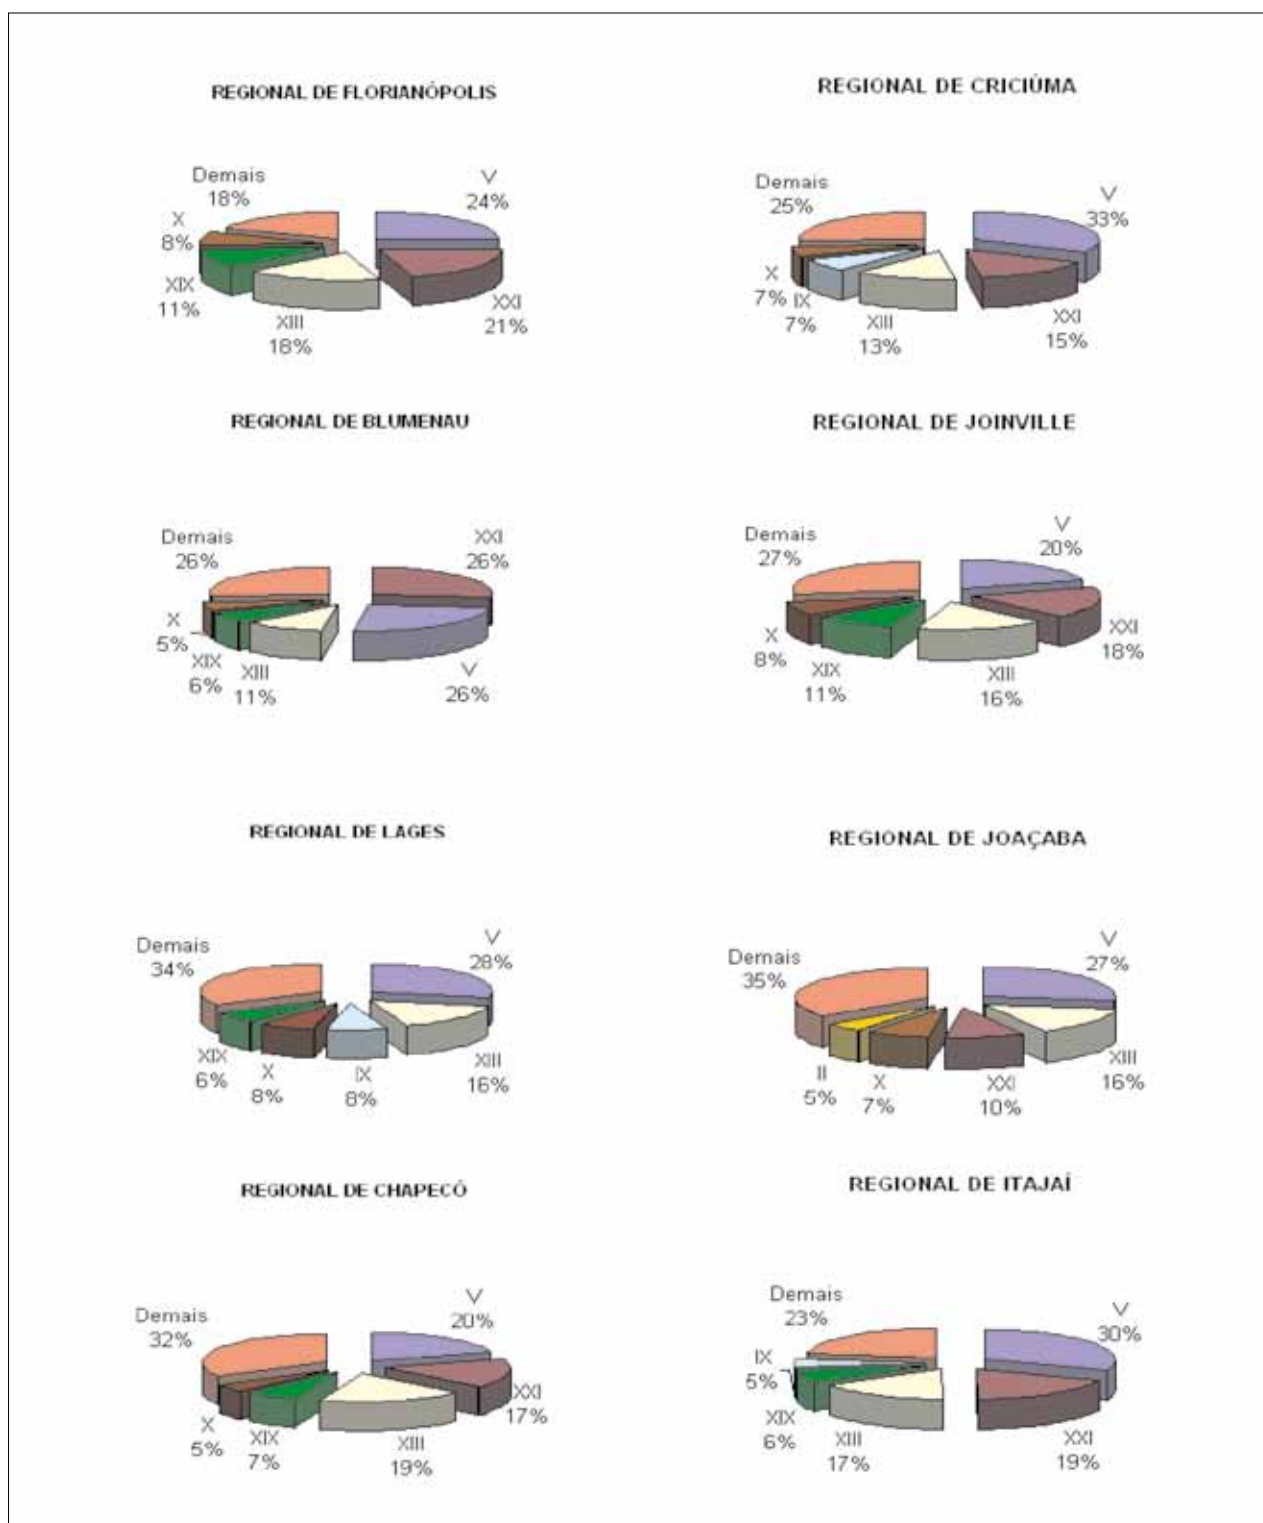 REGIONAL DE FLORIANÓPOLIS
Demais
18%
V
24%
X
8%
XIX
11%
XIII
18%
XXI
21%
REGIONAL DE CRICIÚMA
Demais
25%
V
33%
X
7%
IX
7%
XIII
13%
XXI
15%
REGIONAL DE BLUMENAU
Demais
26%
XXI
26%
X
5%
XIX
6%
XIII
11%
V
26%
REGIONAL DE JOINVILLE
Demais
27%
V
20%
X
8%
XIX
11%
XIII
16%
XXI
18%
REGIONAL DE LAGES
Demais
34%
V
28%
XIX
6%
X
8%
IX
8%
XIII
16%
REGIONAL DE JOAÇABA
Demais
35%
V
27%
II
5%
X
7%
XXI
10%
XIII
16%
REGIONAL DE CHAPECÓ
Demais
32%
V
20%
X
5%
XIX
7%
XIII
19%
XXI
17%
REGIONAL DE ITAJAÍ
Demais
23%
V
30%
IX
5%
XIX
6%
XIII
17%
XXI
19%